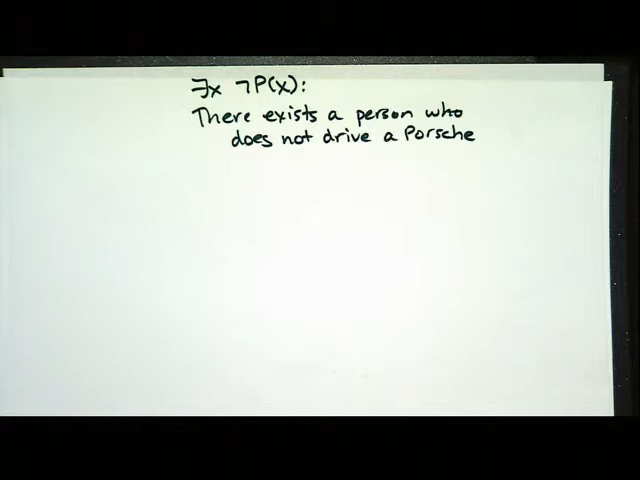 ∃x ¬P(x):
There exists a person who
does not drive a Porsche